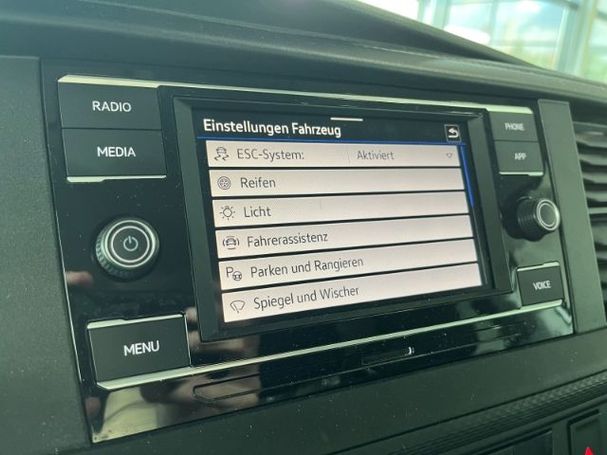 RADIO
MEDIA
MENU
Einstellungen Fahrzeug
ESC-System: Aktiviert
Reifen
Licht
Fahrerassistenz
Parken und Rangieren
Spiegel und Wischer
PHONE
APP
VOICE